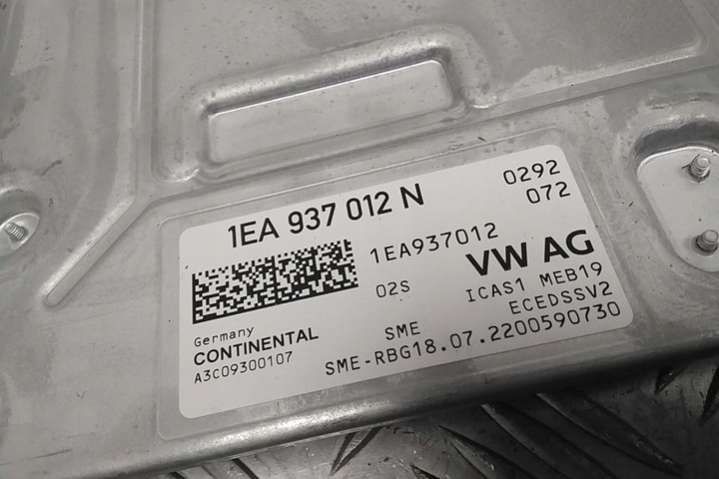 1EA 937 012 N
0292
072
1EA937012
VW AG
02S
ICAS1 MEB19
ECEDSSV2
Germany
CONTINENTAL
A3C09300107
SME
SME-RBG18.07.2200590730